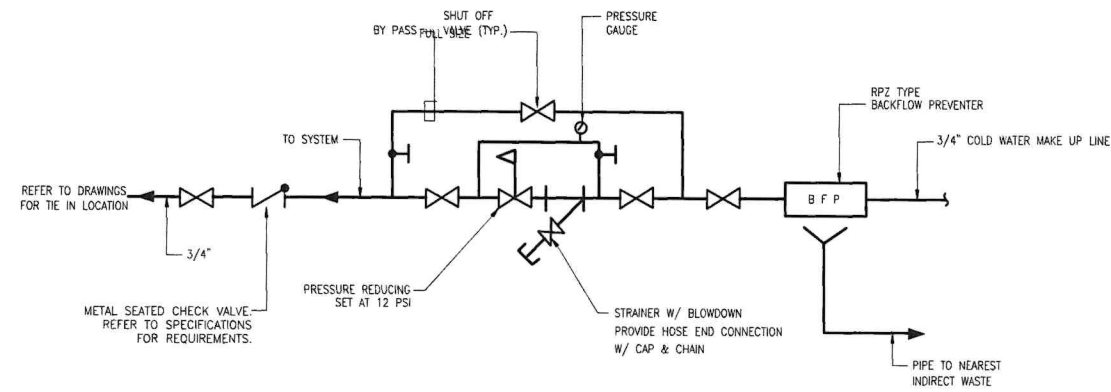 SHUT OFF
VALVE (TYP.)
BY PASS
FULL SIZE
PRESSURE
GAUGE
RPZ TYPE
BACKFLOW PREVENTER
TO SYSTEM
3/4" COLD WATER MAKE UP LINE
REFER TO DRAWINGS
FOR TIE IN LOCATION
BFP
3/4"
PRESSURE REDUCING
SET AT 12 PSI
METAL SEATED CHECK VALVE.
REFER TO SPECIFICATIONS
FOR REQUIREMENTS.
STRAINER W/ BLOWDOWN
PROVIDE HOSE END CONNECTION
W/ CAP & CHAIN
PIPE TO NEAREST
INDIRECT WASTE